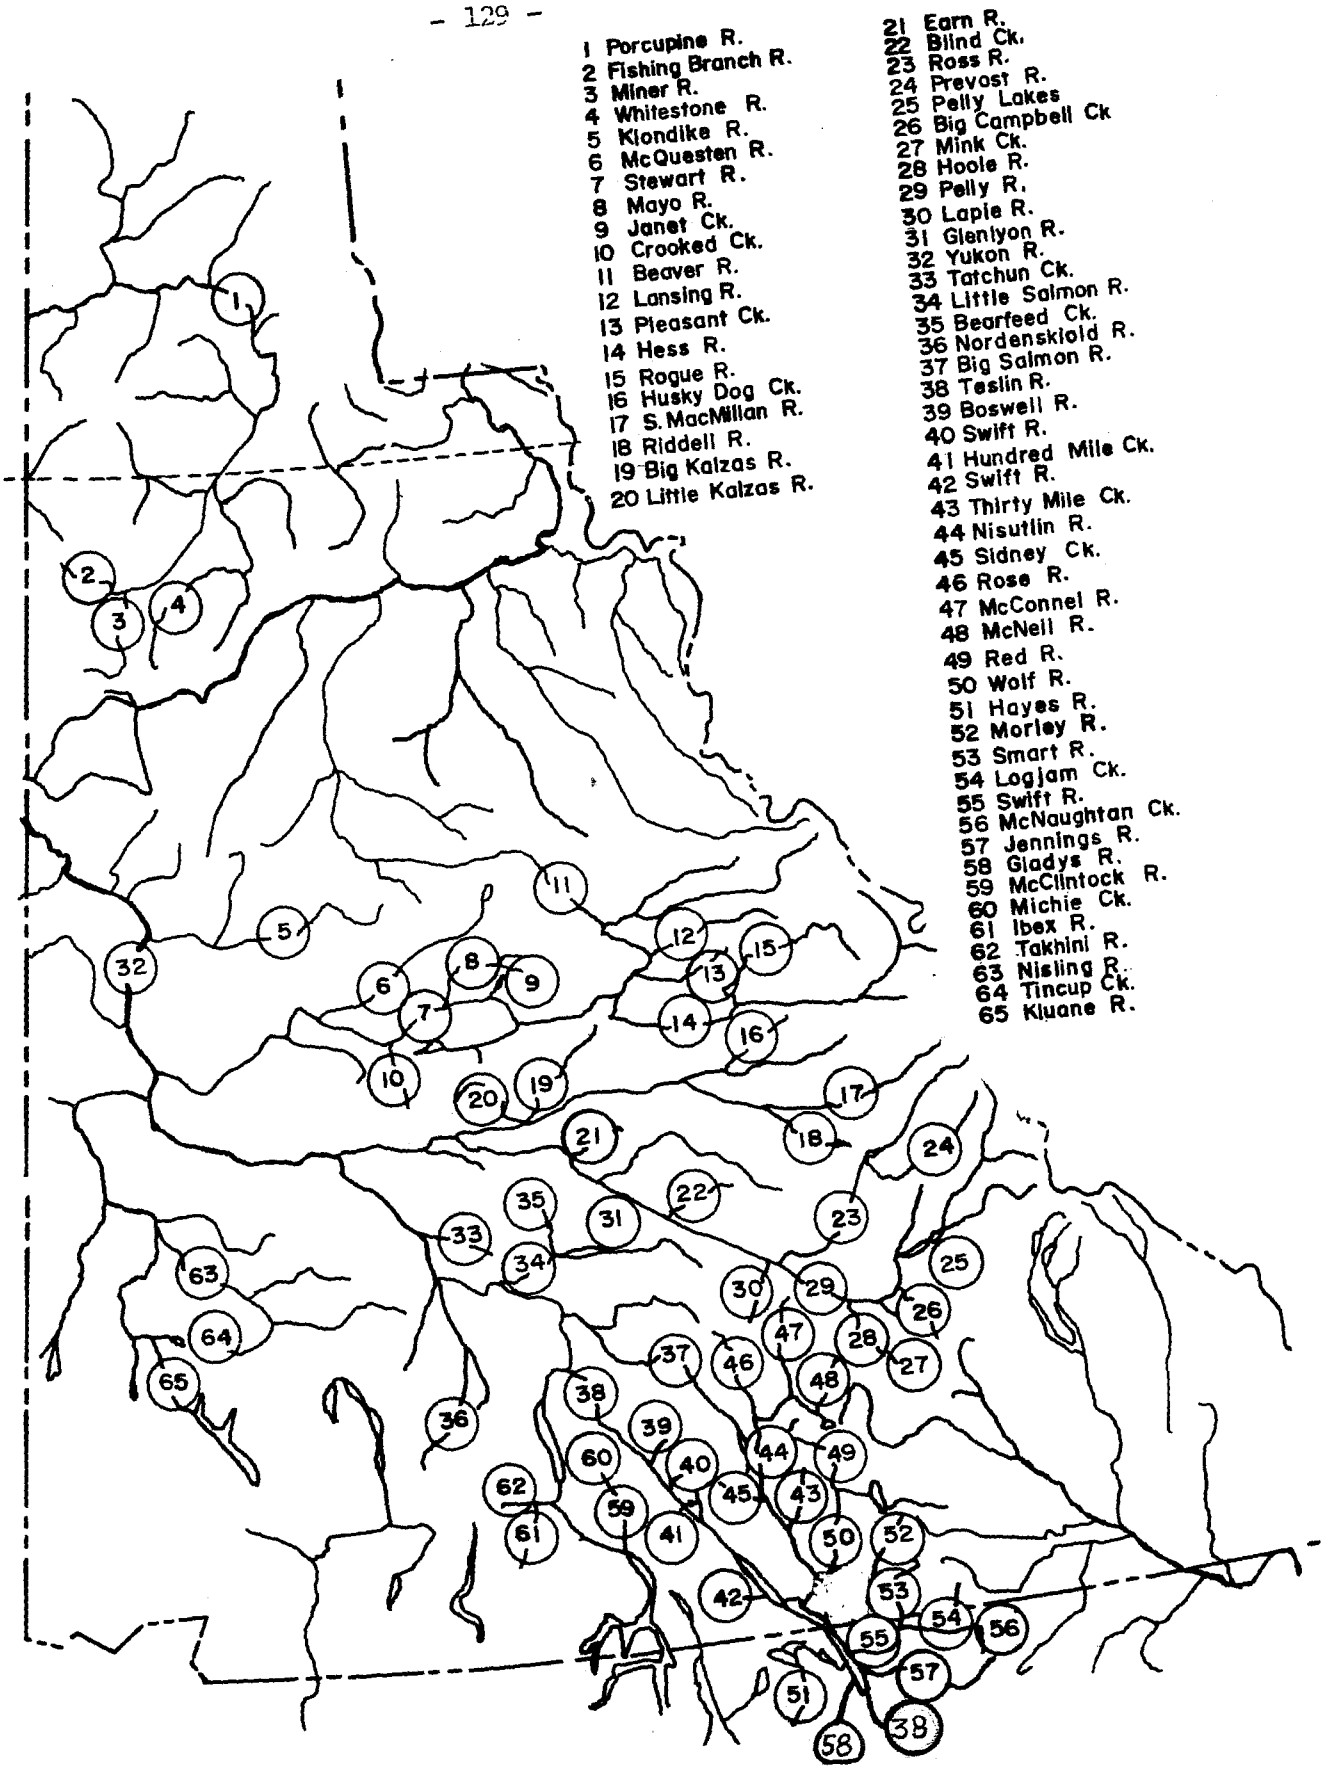 - 129 -
1 Porcupine R.
2 Fishing Branch R.
3 Miner R.
4 Whitestone R.
5 Klondike R.
6 McQuesten R.
7 Stewart R.
8 Mayo R.
9 Janet Ck.
10 Crooked Ck.
11 Beaver R.
12 Lansing R.
13 Pleasant Ck.
14 Hess R.
15 Rogue R.
16 Husky Dog Ck.
17 S. MacMillan R.
18 Riddell R.
19 Big Kalzas R.
20 Little Kalzas R.
21 Earn R.
22 Blind Ck.
23 Ross R.
24 Prevost R.
25 Pelly Lakes
26 Big Campbell Ck
27 Mink Ck.
28 Hoole R.
29 Pelly R.
30 Lapie R.
31 Glenlyon R.
32 Yukon R.
33 Tatchun Ck.
34 Little Salmon R.
35 Bearfeed Ck.
36 Nordenskiold R.
37 Big Salmon R.
38 Teslin R.
39 Boswell R.
40 Swift R.
41 Hundred Mile Ck.
42 Swift R.
43 Thirty Mile Ck.
44 Nisutlin R.
45 Sidney Ck.
46 Rose R.
47 McConnel R.
48 McNeil R.
49 Red R.
50 Wolf R.
51 Hayes R.
52 Morley R.
53 Smart R.
54 Logjam Ck.
55 Swift R.
56 McNaughtan Ck.
57 Jennings R.
58 Gladys R.
59 McClintock R.
60 Michie Ck.
61 Ibex R.
62 Takhini R.
63 Nisling R.
64 Tincup Ck.
65 Kluane R.
1
2
4
3
11
5
12
15
32
8
13
6
9
7
14
16
10
19
20
17
21
18
24
22
35
31
23
33
34
25
63
30
29
26
64
47
28
37
46
27
65
48
38
36
39
44
49
60
40
62
45
43
59
61
41
50
52
42
53
54
55
56
57
51
38
58